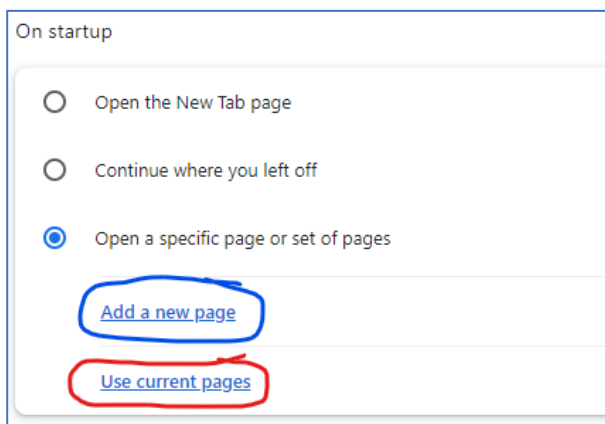 On startup
Open the New Tab page
Continue where you left off
Open a specific page or set of pages
Add a new page
Use current pages